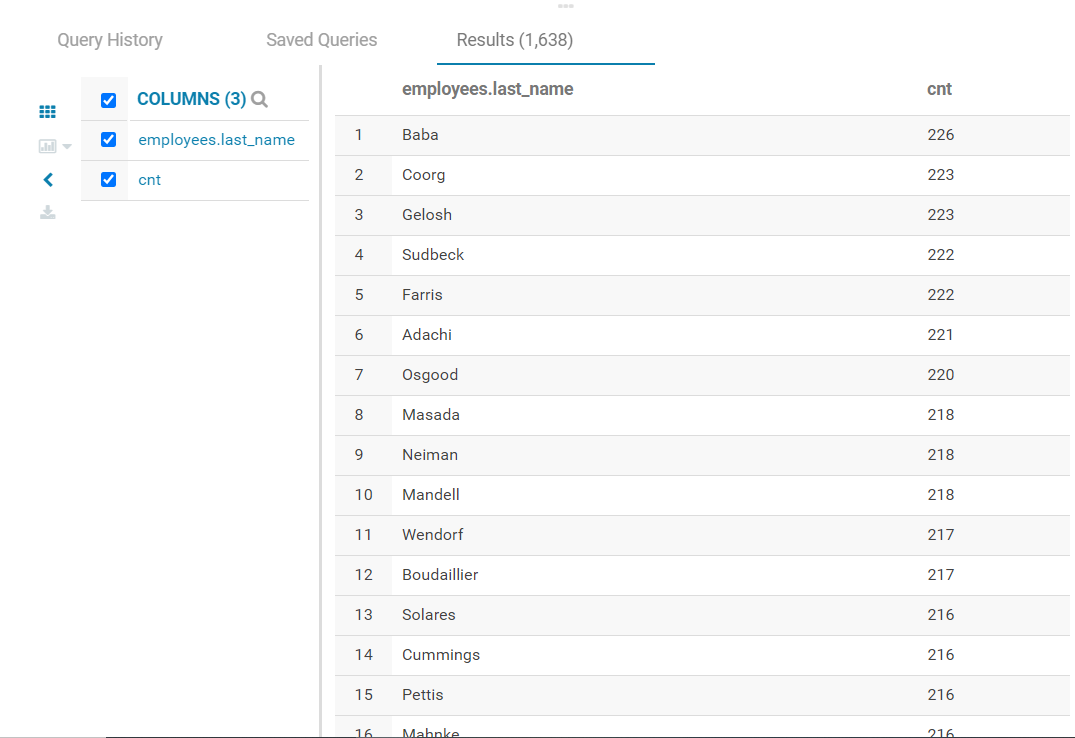 Query History Saved Queries Results (1,638)
COLUMNS (3)
employees.last_name
cnt
employees.last_name cnt
1 Baba 226
2 Coorg 223
3 Gelosh 223
4 Sudbeck 222
5 Farris 222
6 Adachi 221
7 Osgood 220
8 Masada 218
9 Neiman 218
10 Mandell 218
11 Wendorf 217
12 Boudaillier 217
13 Solares 216
14 Cummings 216
15 Pettis 216
16 Mahnke 216